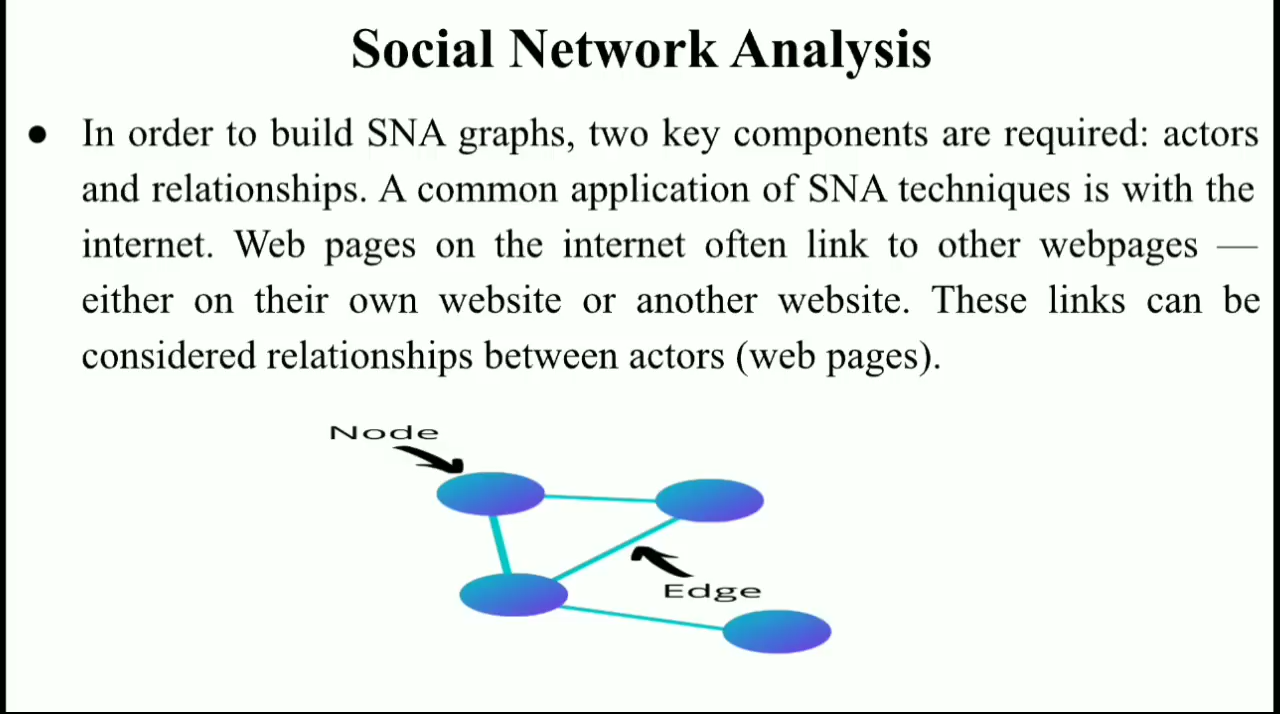 Social Network Analysis
● In order to build SNA graphs, two key components are required: actors
and relationships. A common application of SNA techniques is with the
internet. Web pages on the internet often link to other webpages —
either on their own website or another website. These links can be
considered relationships between actors (web pages).
Node
Edge